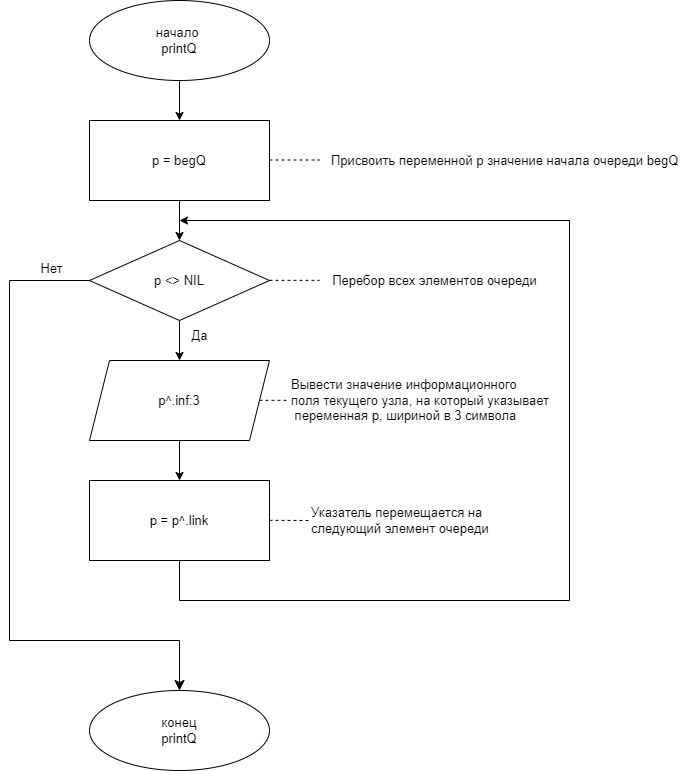 начало
printQ
p = begQ
Присвоить переменной p значение начала очереди begQ
Нет
p <> NIL
Перебор всех элементов очереди
Да
p^.inf:3
Вывести значение информационного
поля текущего узла, на который указывает
переменная p, шириной в 3 символа
p = p^.link
Указатель перемещается на
следующий элемент очереди
конец
printQ